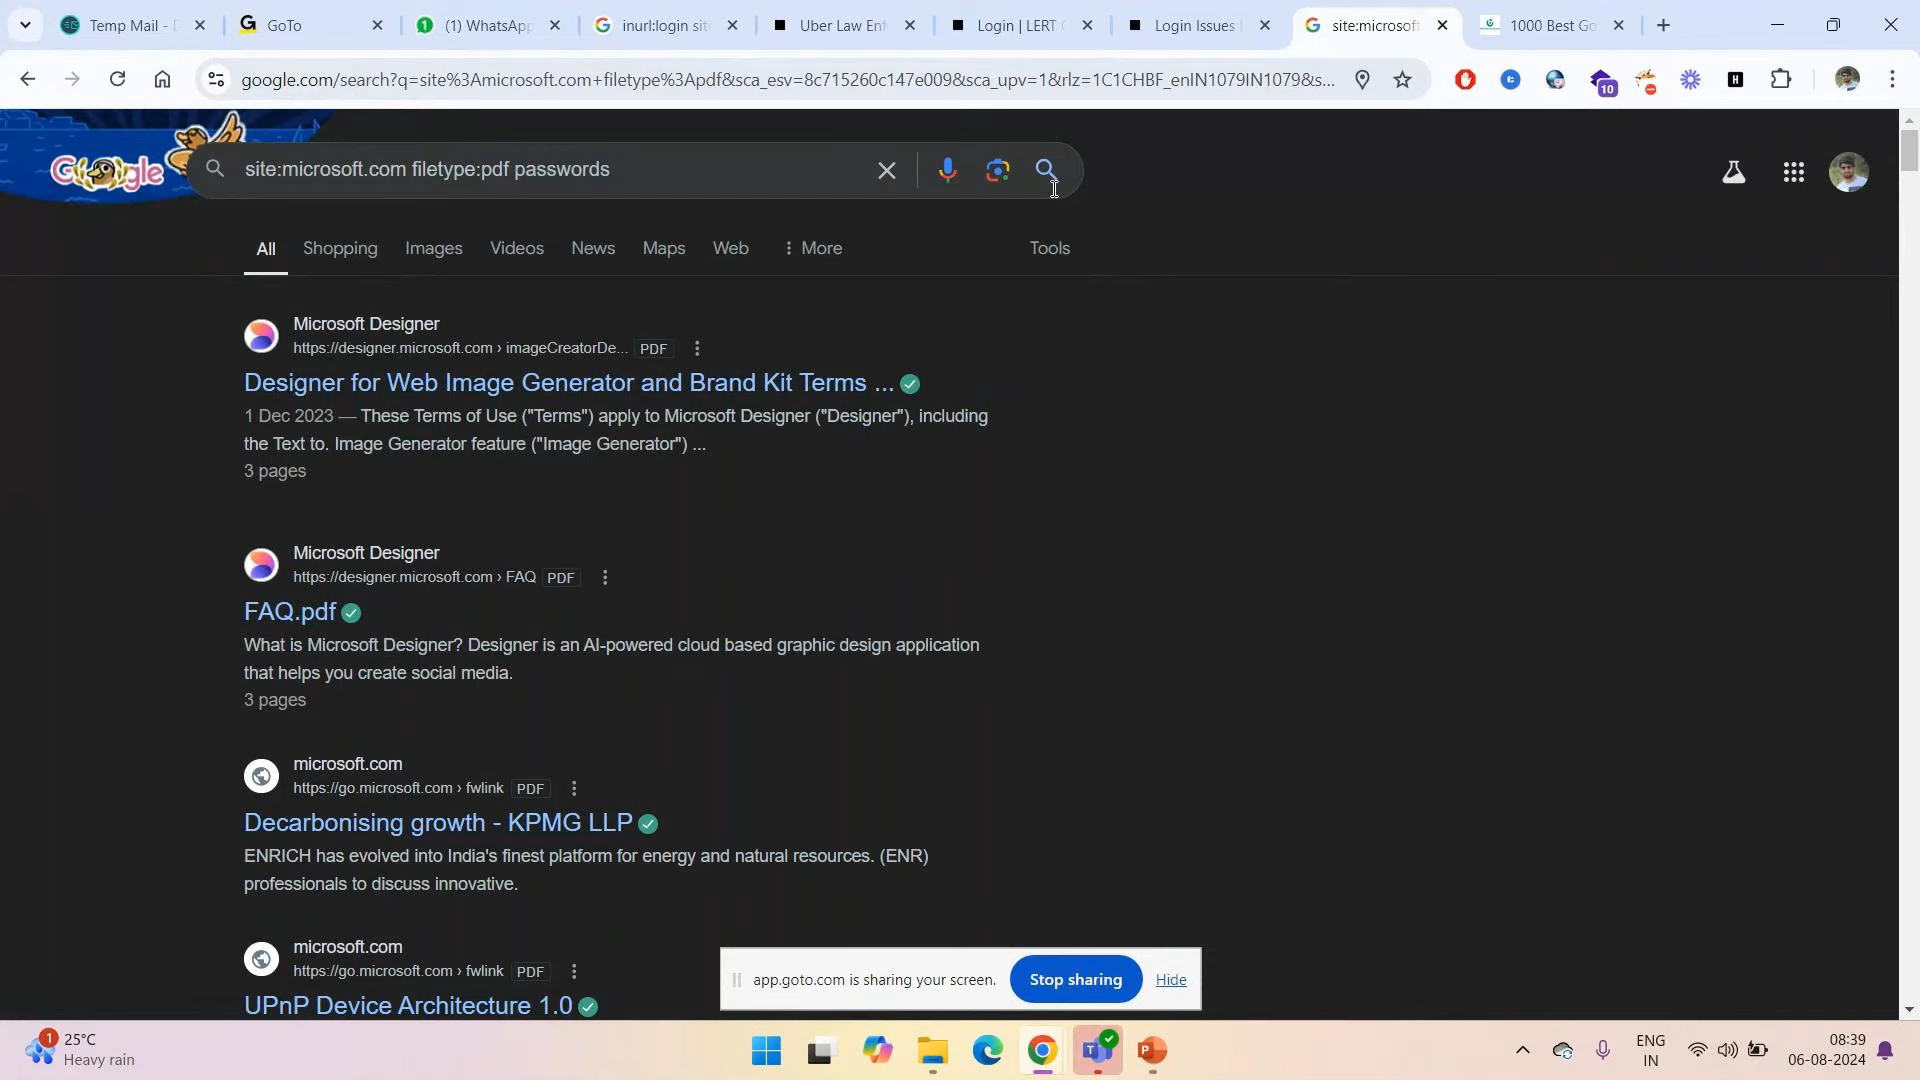 Temp Mail - D
GoTo
(1) WhatsApp
inurl:login site
Uber Law Enf
Login | LERT
Login Issues
site:microsoft
1000 Best Go
google.com/search?q=site%3Amicrosoft.com+filetype%3Apdf&sca_esv=8c715260c147e009&sca_upv=1&rlz=1C1CHBF_enIN1079IN1079&s...
10
Google
site:microsoft.com filetype:pdf passwords
All
Shopping
Images
Videos
News
Maps
Web
More
Tools
Microsoft Designer
https://designer.microsoft.com › imageCreatorDe... PDF
Designer for Web Image Generator and Brand Kit Terms ...
1 Dec 2023 — These Terms of Use ("Terms") apply to Microsoft Designer ("Designer"), including
the Text to. Image Generator feature ("Image Generator") ...
3 pages
Microsoft Designer
https://designer.microsoft.com › FAQ PDF
FAQ.pdf
What is Microsoft Designer? Designer is an AI-powered cloud based graphic design application
that helps you create social media.
3 pages
microsoft.com
https://go.microsoft.com › fwlink PDF
Decarbonising growth - KPMG LLP
ENRICH has evolved into India's finest platform for energy and natural resources. (ENR)
professionals to discuss innovative.
microsoft.com
https://go.microsoft.com › fwlink PDF
UPnP Device Architecture 1.0
app.goto.com is sharing your screen.
Stop sharing
Hide
1
25°C
Heavy rain
ENG
IN
08:39
06-08-2024